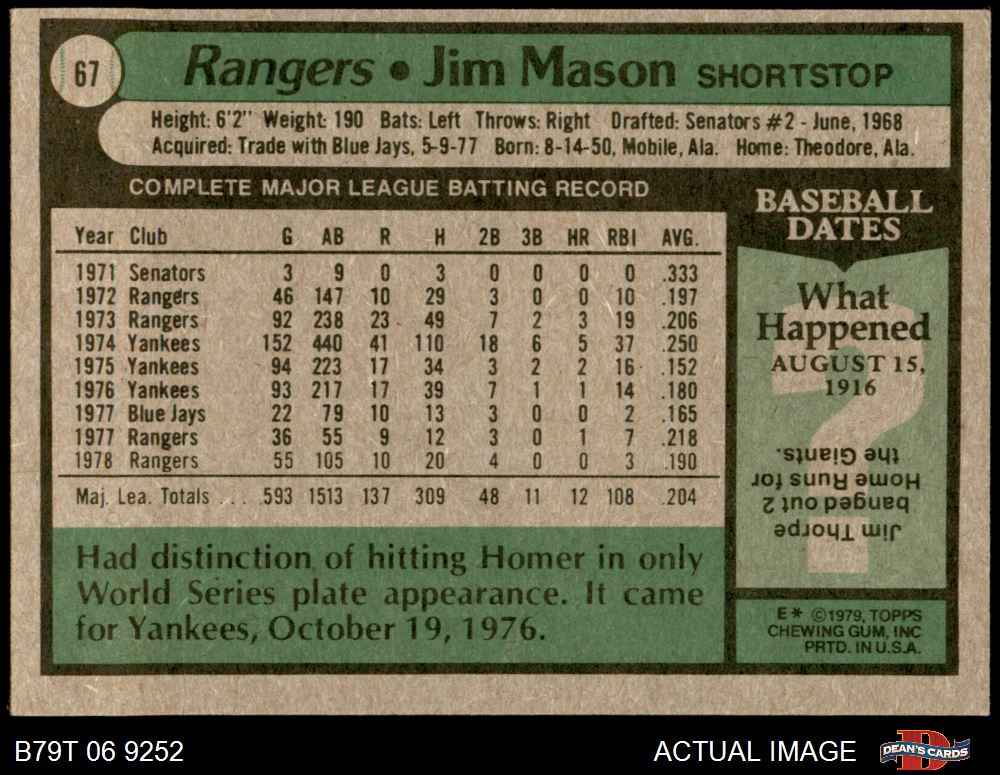 67
Rangers • Jim Mason SHORTSTOP
Height: 6'2" Weight: 190 Bats: Left Throws: Right Drafted: Senators #2 - June, 1968
Acquired: Trade with Blue Jays, 5-9-77 Born: 8-14-50, Mobile, Ala. Home: Theodore, Ala.
COMPLETE MAJOR LEAGUE BATTING RECORD
Year Club G AB R H 2B 3B HR RBI AVG.
1971 Senators 3 9 0 3 0 0 0 0 .333
1972 Rangers 46 147 10 29 3 0 0 10 .197
1973 Rangers 92 238 23 49 7 2 3 19 .206
1974 Yankees 152 440 41 110 18 6 5 37 .250
1975 Yankees 94 223 17 34 3 2 2 16 .152
1976 Yankees 93 217 17 39 7 1 1 14 .180
1977 Blue Jays 22 79 10 13 3 0 0 2 .165
1977 Rangers 36 55 9 12 3 0 1 7 .218
1978 Rangers 55 105 10 20 4 0 0 3 .190
Maj. Lea. Totals . . . 593 1513 137 309 48 11 12 108 .204
Had distinction of hitting Homer in only
World Series plate appearance. It came
for Yankees, October 19, 1976.
BASEBALL
DATES
What
Happened
AUGUST 15,
1916
?
Jim Thorpe
banged out 2
Home Runs for
the Giants.
E* ©1979, TOPPS
CHEWING GUM, INC
PRTD. IN U.S.A.
B79T 06 9252
ACTUAL IMAGE
D
DEAN'S CARDS